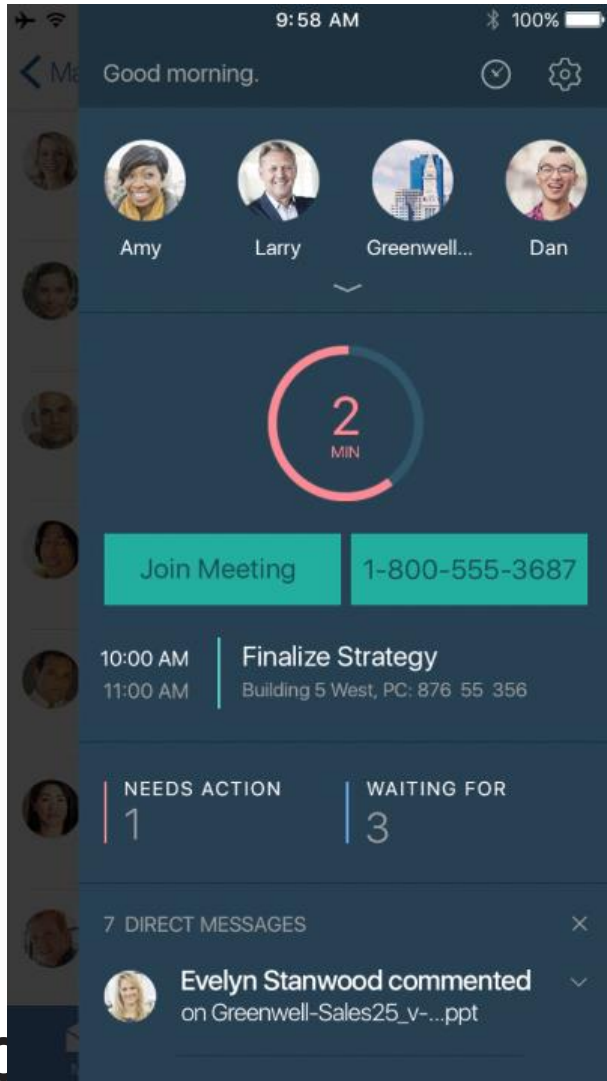 9:58 AM
100%
Ma
Good morning.
Amy
Larry
Greenwell...
Dan
2
MIN
Join Meeting
1-800-555-3687
10:00 AM
Finalize Strategy
11:00 AM
Building 5 West, PC: 876 55 356
NEEDS ACTION
WAITING FOR
1
3
7 DIRECT MESSAGES
Evelyn Stanwood commented
on Greenwell-Sales25_v-...ppt